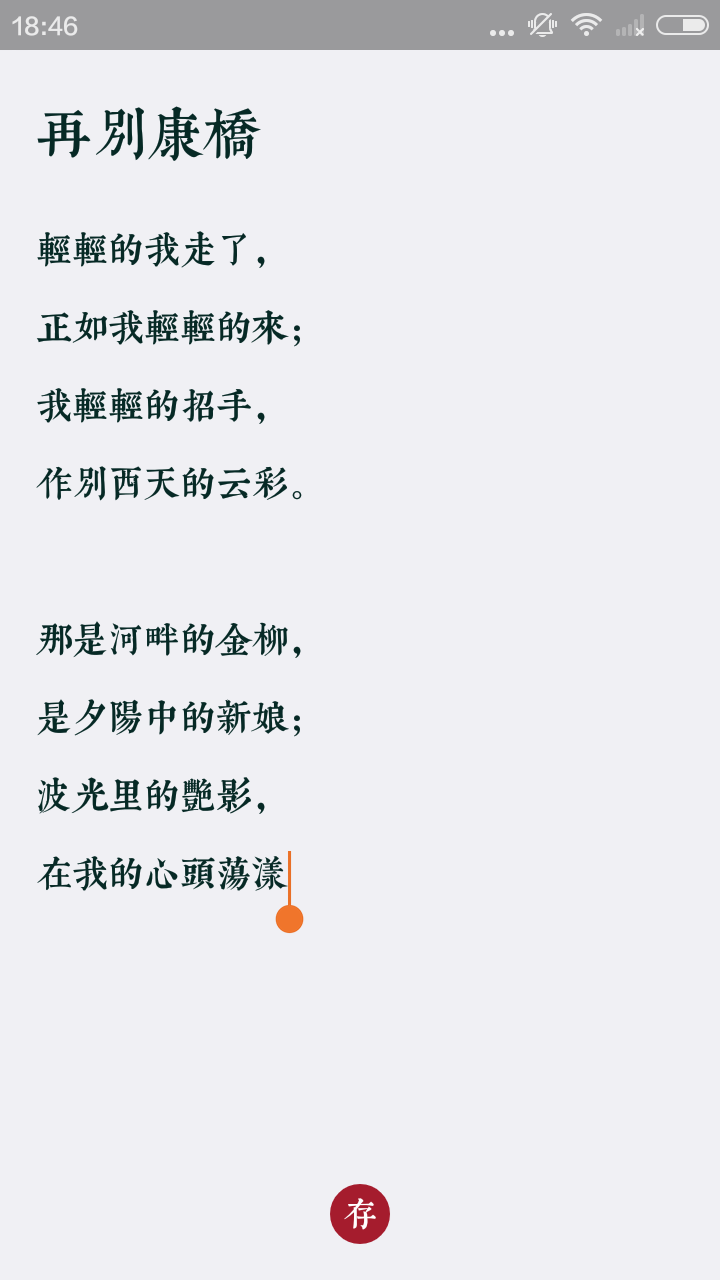 18:46
再別康橋
輕輕的我走了，
正如我輕輕的來；
我輕輕的招手，
作別西天的云彩。
那是河畔的金柳，
是夕陽中的新娘；
波光里的艷影，
在我的心頭蕩漾
存